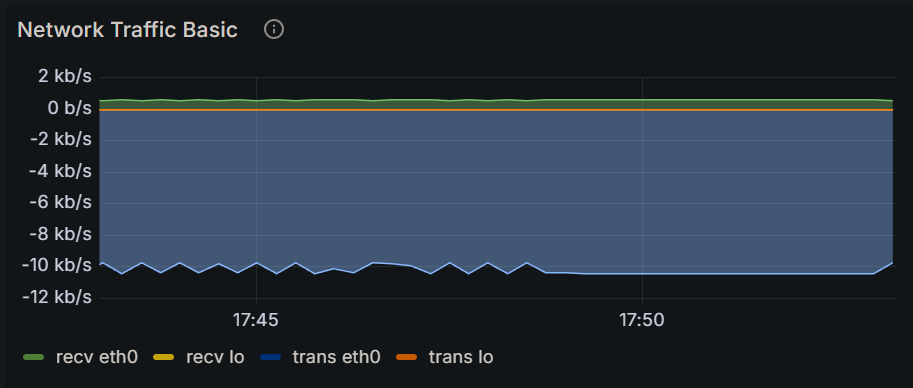 Network Traffic Basic
2 kb/s
0 b/s
-2 kb/s
-4 kb/s
-6 kb/s
-8 kb/s
-10 kb/s
-12 kb/s
17:45 17:50
recv eth0 recv lo trans eth0 trans lo